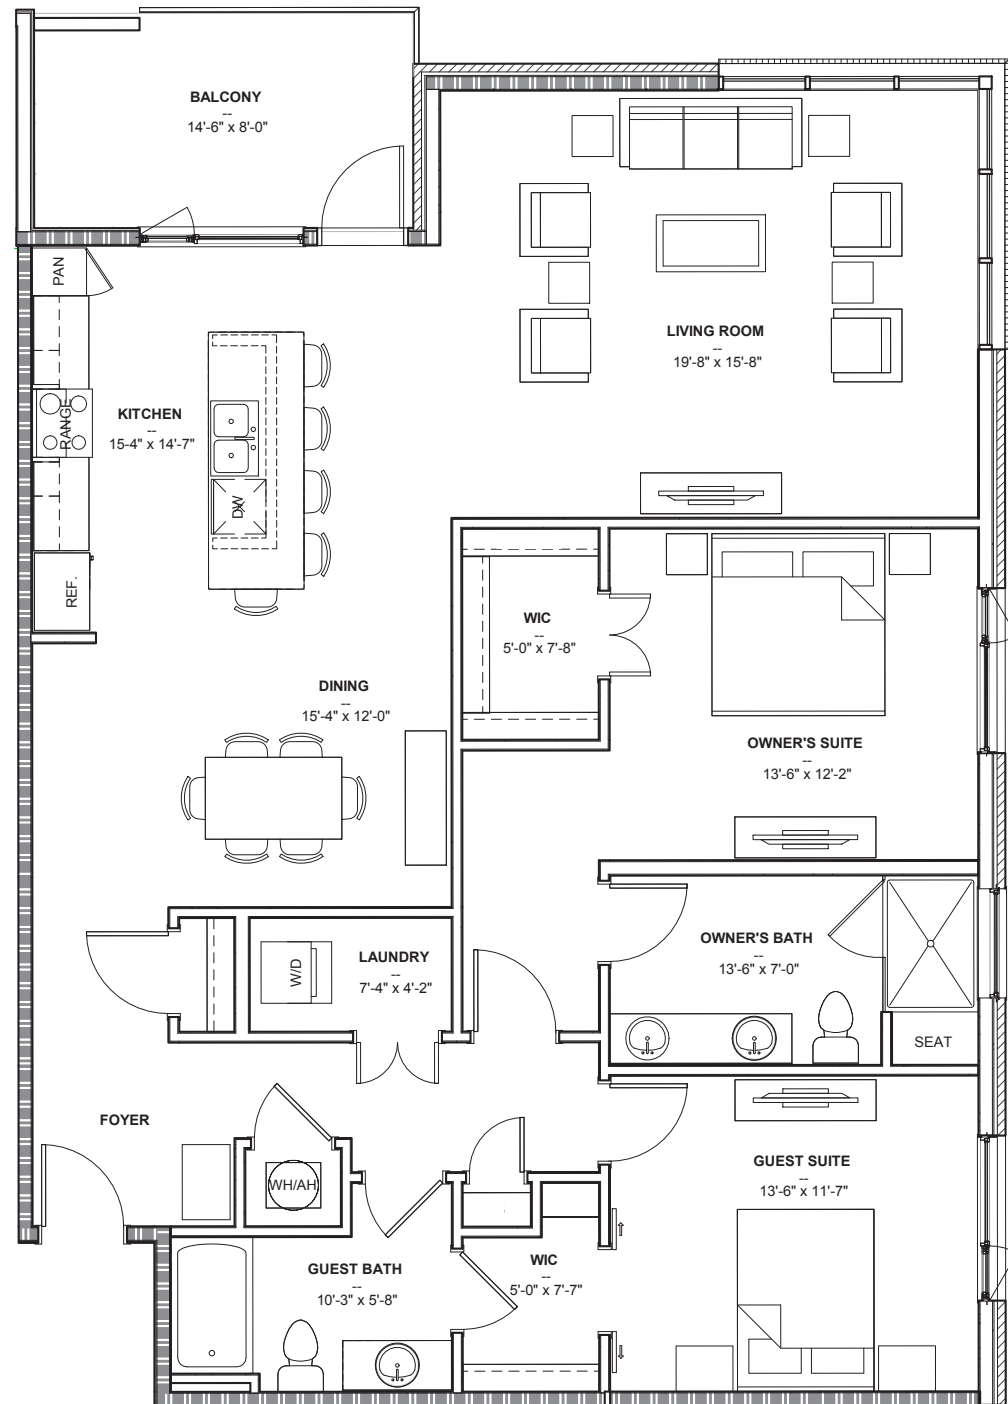 BALCONY
--
14'-6" x 8'-0"
PAN
LIVING ROOM
--
19'-8" x 15'-8"
RANGE
KITCHEN
--
15-4" x 14'-7"
DW
REF.
WIC
--
5'-0" x 7'-8"
DINING
--
15'-4" x 12'-0"
OWNER'S SUITE
--
13'-6" x 12'-2"
OWNER'S BATH
--
13'-6" x 7'-0"
LAUNDRY
--
7'-4" x 4'-2"
W/D
SEAT
FOYER
GUEST SUITE
--
13'-6" x 11'-7"
WH/AH
WIC
--
5'-0" x 7'-7"
GUEST BATH
--
10'-3" x 5'-8"